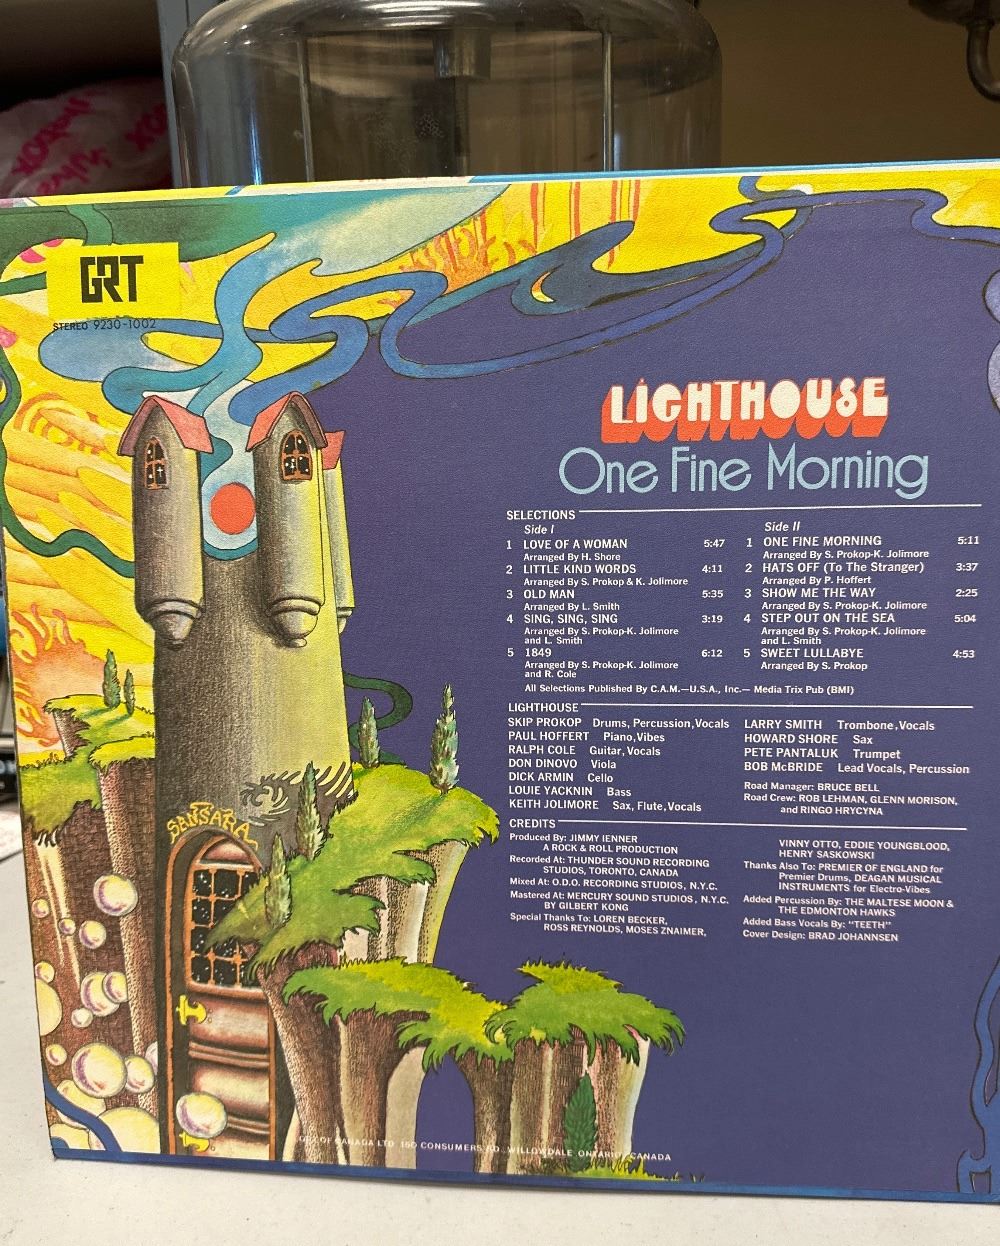 GRT
STEREO 9230-1002
LIGHTHOUSE
One Fine Morning
SELECTIONS
Side I
1 LOVE OF A WOMAN 5:47
Arranged By H. Shore
2 LITTLE KIND WORDS 4:11
Arranged By S. Prokop & K. Jolimore
3 OLD MAN 5:35
Arranged By L. Smith
4 SING, SING, SING 3:19
Arranged By S. Prokop-K. Jolimore
and L. Smith
5 1849 6:12
Arranged By S. Prokop-K. Jolimore
and R. Cole
Side II
1 ONE FINE MORNING 5:11
Arranged By S. Prokop-K. Jolimore
2 HATS OFF (To The Stranger) 3:37
Arranged By P. Hoffert
3 SHOW ME THE WAY 2:25
Arranged By S. Prokop-K. Jolimore
4 STEP OUT ON THE SEA 5:04
Arranged By S. Prokop-K. Jolimore
and L. Smith
5 SWEET LULLABYE 4:53
Arranged By S. Prokop
All Selections Published By C.A.M.—U.S.A., Inc.— Media Trix Pub (BMI)
LIGHTHOUSE
SKIP PROKOP Drums, Percussion,Vocals
PAUL HOFFERT Piano,Vibes
RALPH COLE Guitar,Vocals
DON DINOVO Viola
DICK ARMIN Cello
LOUIE YACKNIN Bass
KEITH JOLIMORE Sax, Flute,Vocals
LARRY SMITH Trombone,Vocals
HOWARD SHORE Sax
PETE PANTALUK Trumpet
BOB McBRIDE Lead Vocals, Percussion
Road Manager: BRUCE BELL
Road Crew: ROB LEHMAN, GLENN MORISON,
and RINGO HRYCYNA
CREDITS
Produced By: JIMMY IENNER
A ROCK & ROLL PRODUCTION
Recorded At: THUNDER SOUND RECORDING
STUDIOS, TORONTO, CANADA
Mixed At: O.D.O. RECORDING STUDIOS, N.Y.C.
Mastered At: MERCURY SOUND STUDIOS, N.Y.C.
BY GILBERT KONG
Special Thanks To: LOREN BECKER,
ROSS REYNOLDS, MOSES ZNAIMER,
VINNY OTTO, EDDIE YOUNGBLOOD,
HENRY SASKOWSKI
Thanks Also To: PREMIER OF ENGLAND for
Premier Drums, DEAGAN MUSICAL
INSTRUMENTS for Electro-Vibes
Added Percussion By: THE MALTESE MOON &
THE EDMONTON HAWKS
Added Bass Vocals By: "TEETH"
Cover Design: BRAD JOHANNSEN
SANSARA
GRT OF CANADA LTD. 150 CONSUMERS RD., WILLOWDALE ONTARIO, CANADA